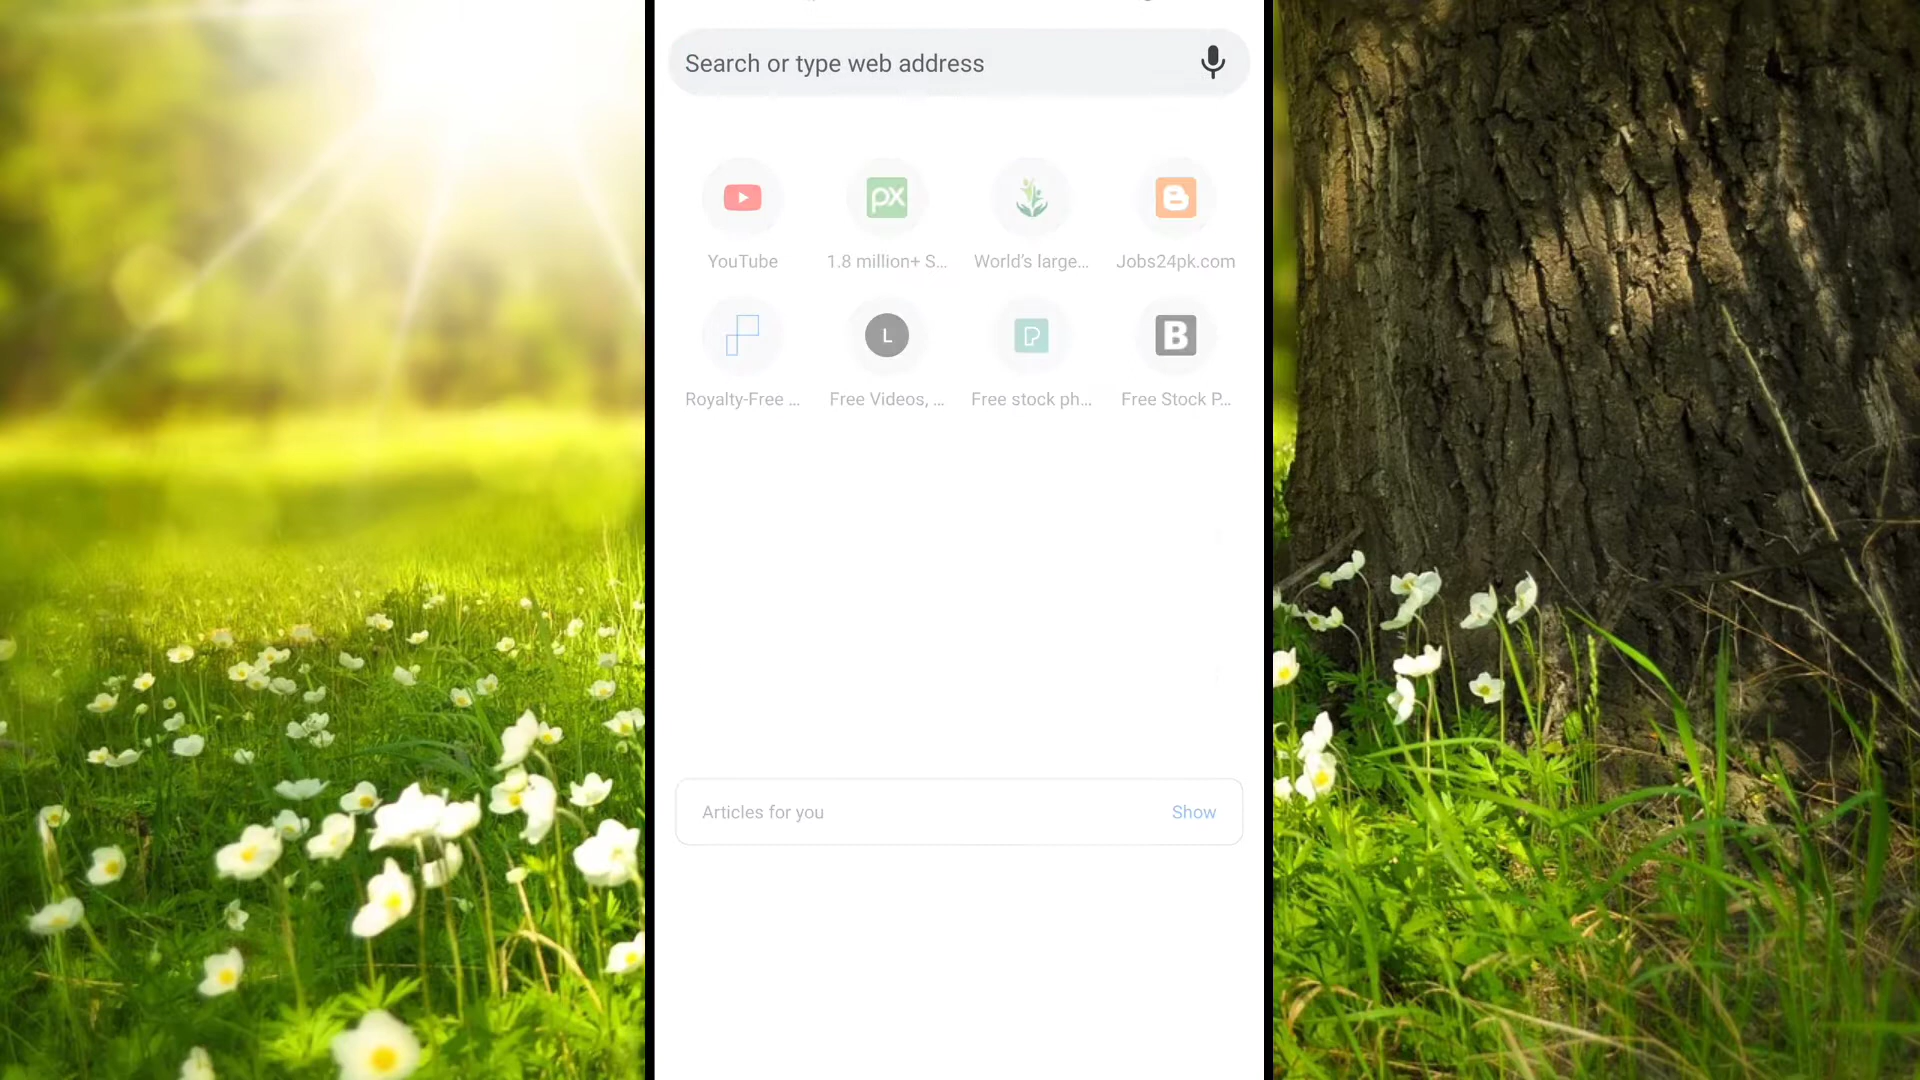 Search or type web address
px
YouTube
1.8 million+ S...
World's large...
Jobs24pk.com
L
B
Royalty-Free ...
Free Videos, ...
Free stock ph...
Free Stock P...
Articles for you
Show